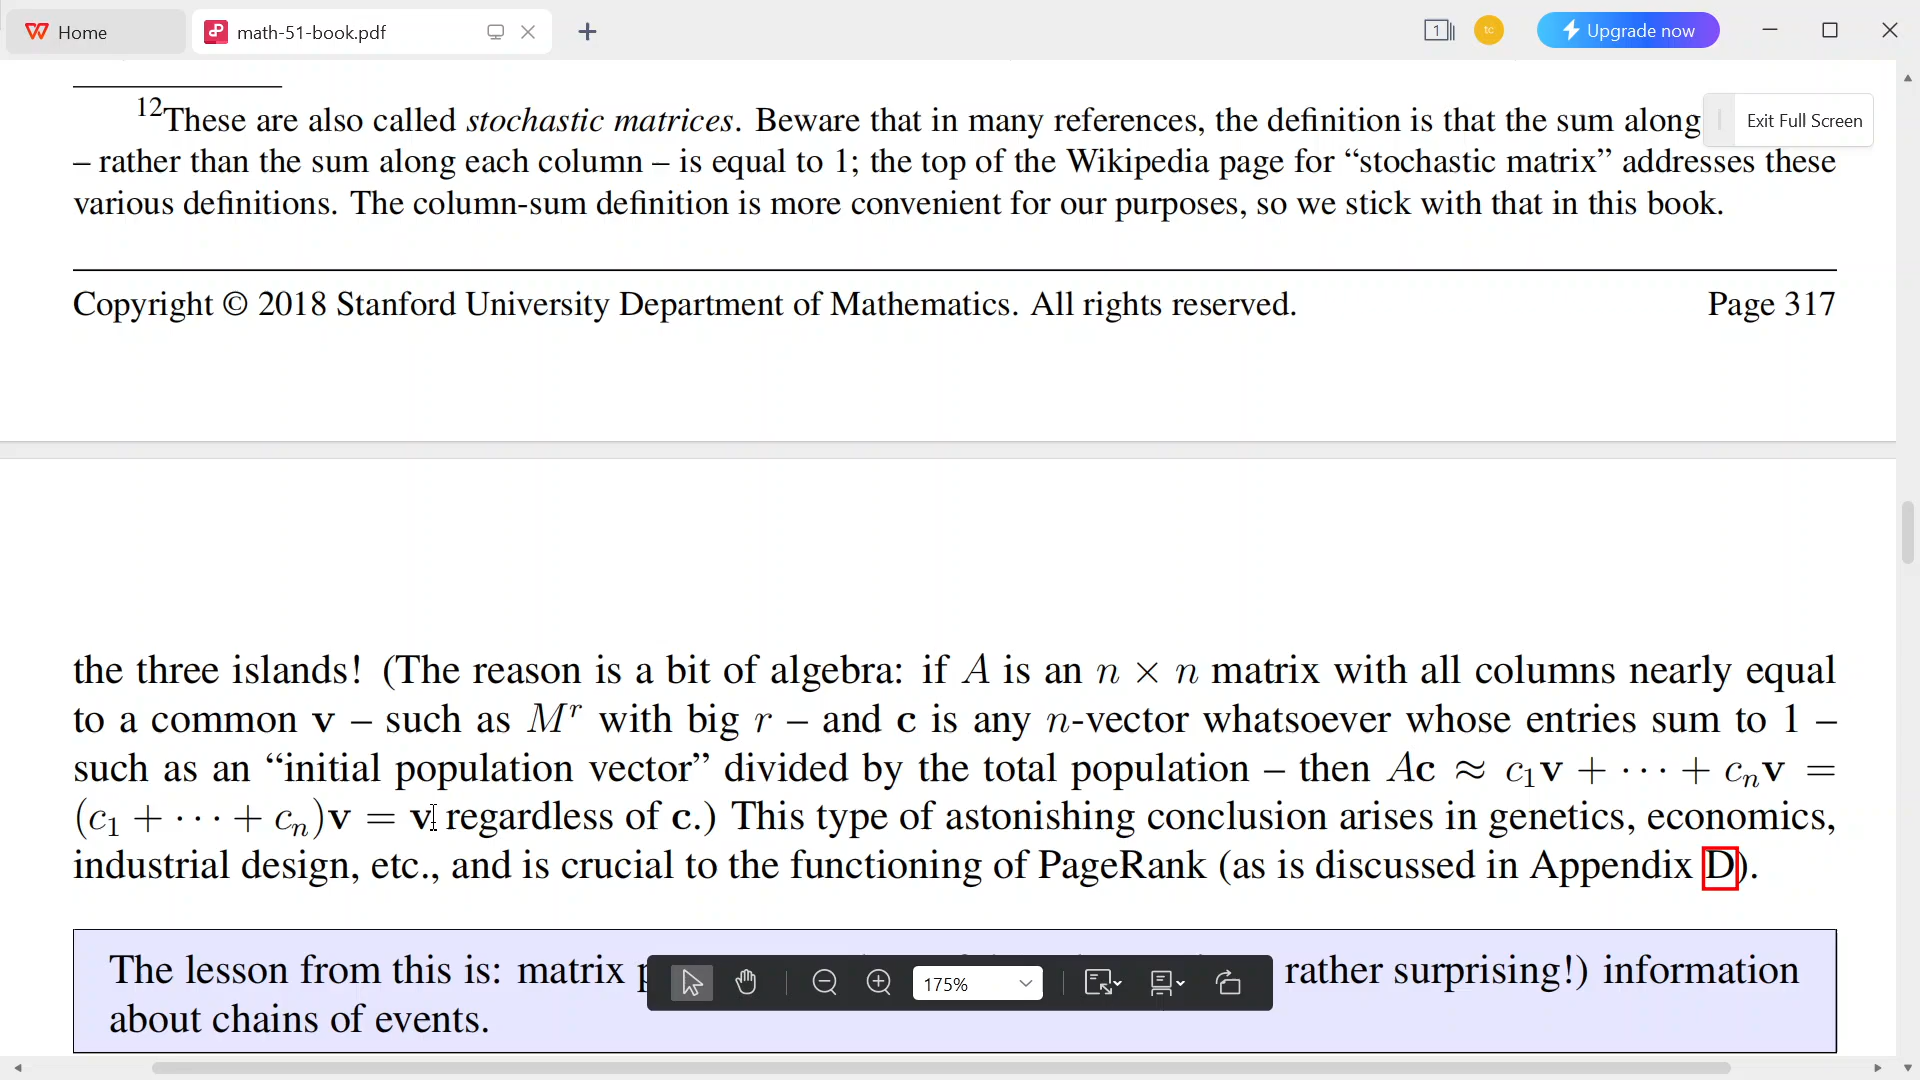 Home
math-51-book.pdf
1
tc
Upgrade now
12These are also called stochastic matrices. Beware that in many references, the definition is that the sum along
Exit Full Screen
– rather than the sum along each column – is equal to 1; the top of the Wikipedia page for “stochastic matrix” addresses these
various definitions. The column-sum definition is more convenient for our purposes, so we stick with that in this book.
Copyright © 2018 Stanford University Department of Mathematics. All rights reserved. Page 317
the three islands! (The reason is a bit of algebra: if A is an n × n matrix with all columns nearly equal
to a common v – such as M^r with big r – and c is any n-vector whatsoever whose entries sum to 1 –
such as an “initial population vector” divided by the total population – then Ac ≈ c₁v + ··· + cₙv =
(c₁ + ··· + cₙ)v = v regardless of c.) This type of astonishing conclusion arises in genetics, economics,
industrial design, etc., and is crucial to the functioning of PageRank (as is discussed in Appendix D).
The lesson from this is: matrix rather surprising!) information
about chains of events.
175%